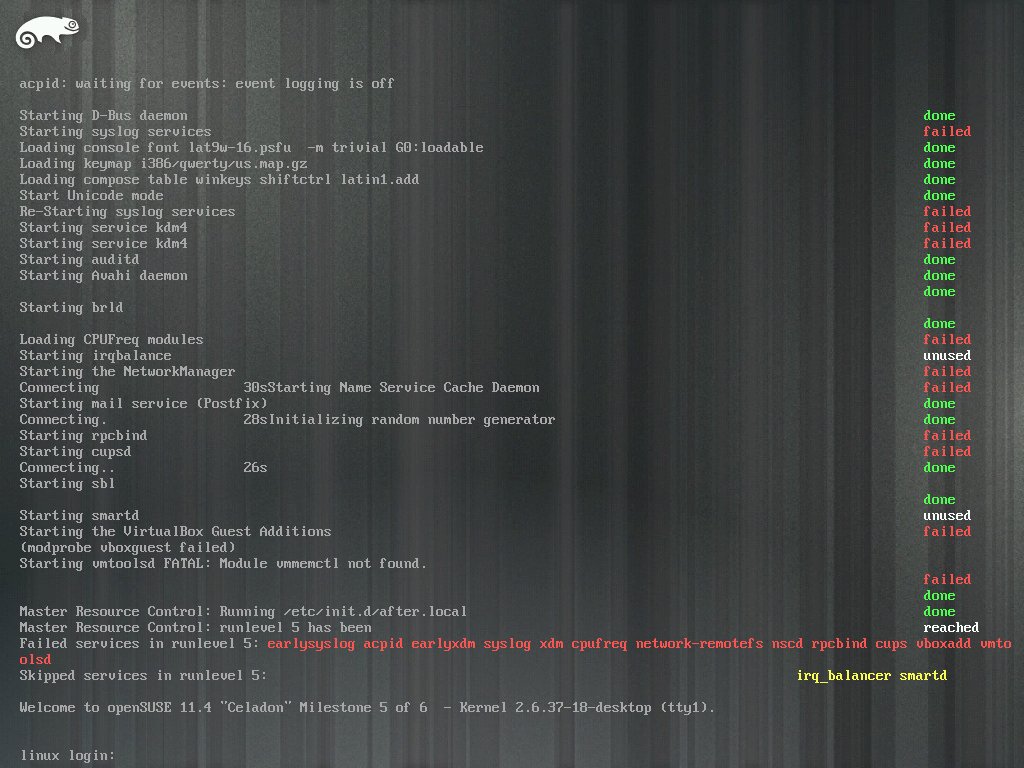 acpid: waiting for events: event logging is off
Starting D-Bus daemon done
Starting syslog services failed
Loading console font lat9w-16.psfu  -m trivial G0:loadable done
Loading keymap i386/qwerty/us.map.gz done
Loading compose table winkeys shiftctrl latin1.add done
Start Unicode mode done
Re-Starting syslog services failed
Starting service kdm4 failed
Starting service kdm4 failed
Starting auditd done
Starting Avahi daemon done
done
Starting brld
done
Loading CPUFreq modules failed
Starting irqbalance unused
Starting the NetworkManager failed
Connecting 30sStarting Name Service Cache Daemon failed
Starting mail service (Postfix) done
Connecting. 28sInitializing random number generator done
Starting rpcbind failed
Starting cupsd failed
Connecting.. 26s done
Starting sbl
done
Starting smartd unused
Starting the VirtualBox Guest Additions failed
(modprobe vboxguest failed)
Starting vmtoolsd FATAL: Module vmmemctl not found.
failed
done
Master Resource Control: Running /etc/init.d/after.local done
Master Resource Control: runlevel 5 has been reached
Failed services in runlevel 5: earlysyslog acpid earlyxdm syslog xdm cpufreq network-remotefs nscd rpcbind cups vboxadd vmto
olsd
Skipped services in runlevel 5: irq_balancer smartd
Welcome to openSUSE 11.4 "Celadon" Milestone 5 of 6  - Kernel 2.6.37-18-desktop (tty1).
linux login: